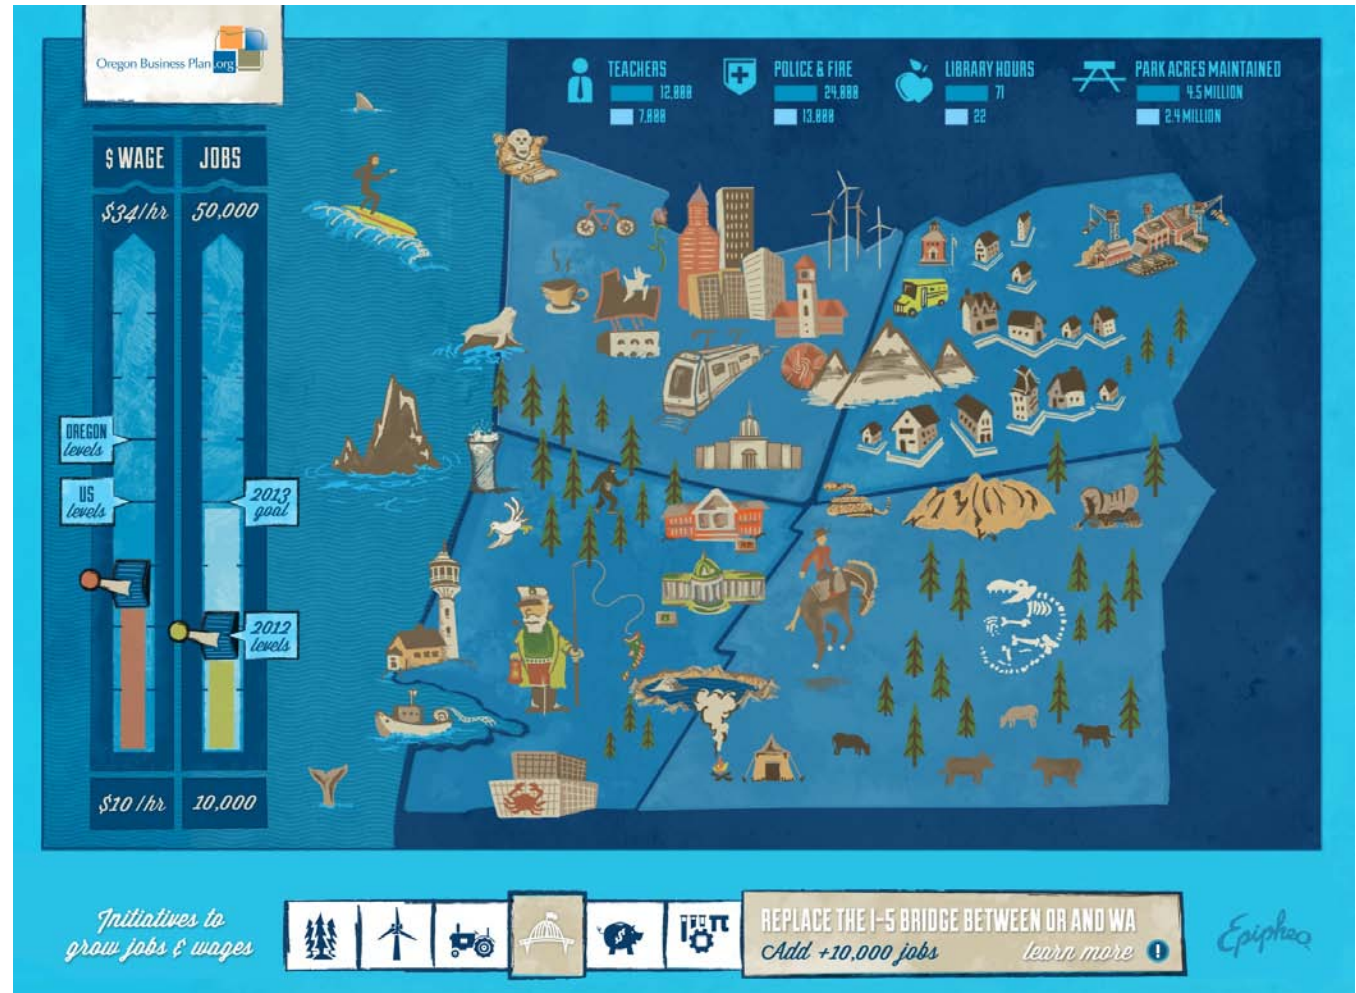 Oregon Business Plan.org
$ WAGE
JOBS
$34/hr
50,000
OREGON
levels
US
levels
2013
goal
2012
levels
$10/hr
10,000
TEACHERS
12,000
7,000
POLICE & FIRE
24,000
13,000
LIBRARY HOURS
71
22
PARK ACRES MAINTAINED
4.5 MILLION
2.4 MILLION
Initiatives to
grow jobs & wages
REPLACE THE I-5 BRIDGE BETWEEN OR AND WA
Add +10,000 jobs
learn more
Epipheo